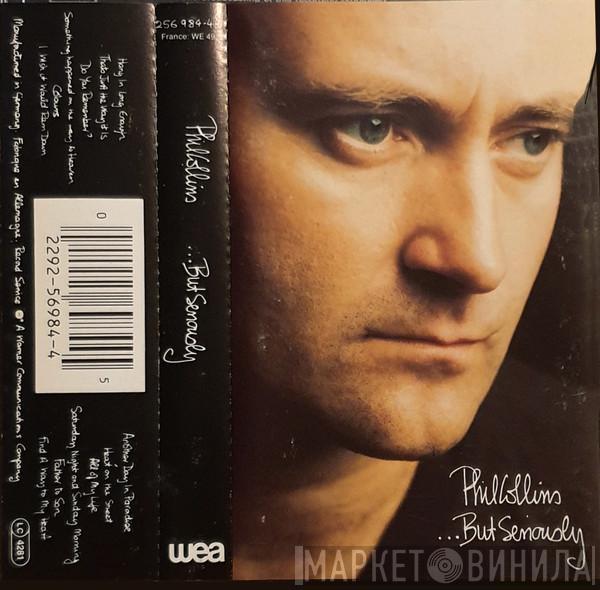 256 984-4
France: WE 49
Hang In Long Enough
That's Just the Way it is
Do You Remember?
Something happened on the way to Heaven
Colours
I Wish it Would Rain Down
Manufactured in Germany, Fabriqué en Allemagne. Record Service A Warner Communications Company
0
2292-56984-4
5
Another Day In Paradise
Heat on the Street
All of My Life
Saturday Night and Sunday Morning
Father to Son
Find A Way to My Heart
LC 4281
Phil Collins
...But Seriously
wea
Phil Collins
...But Seriously
МАРКЕТ ВИНИЛА